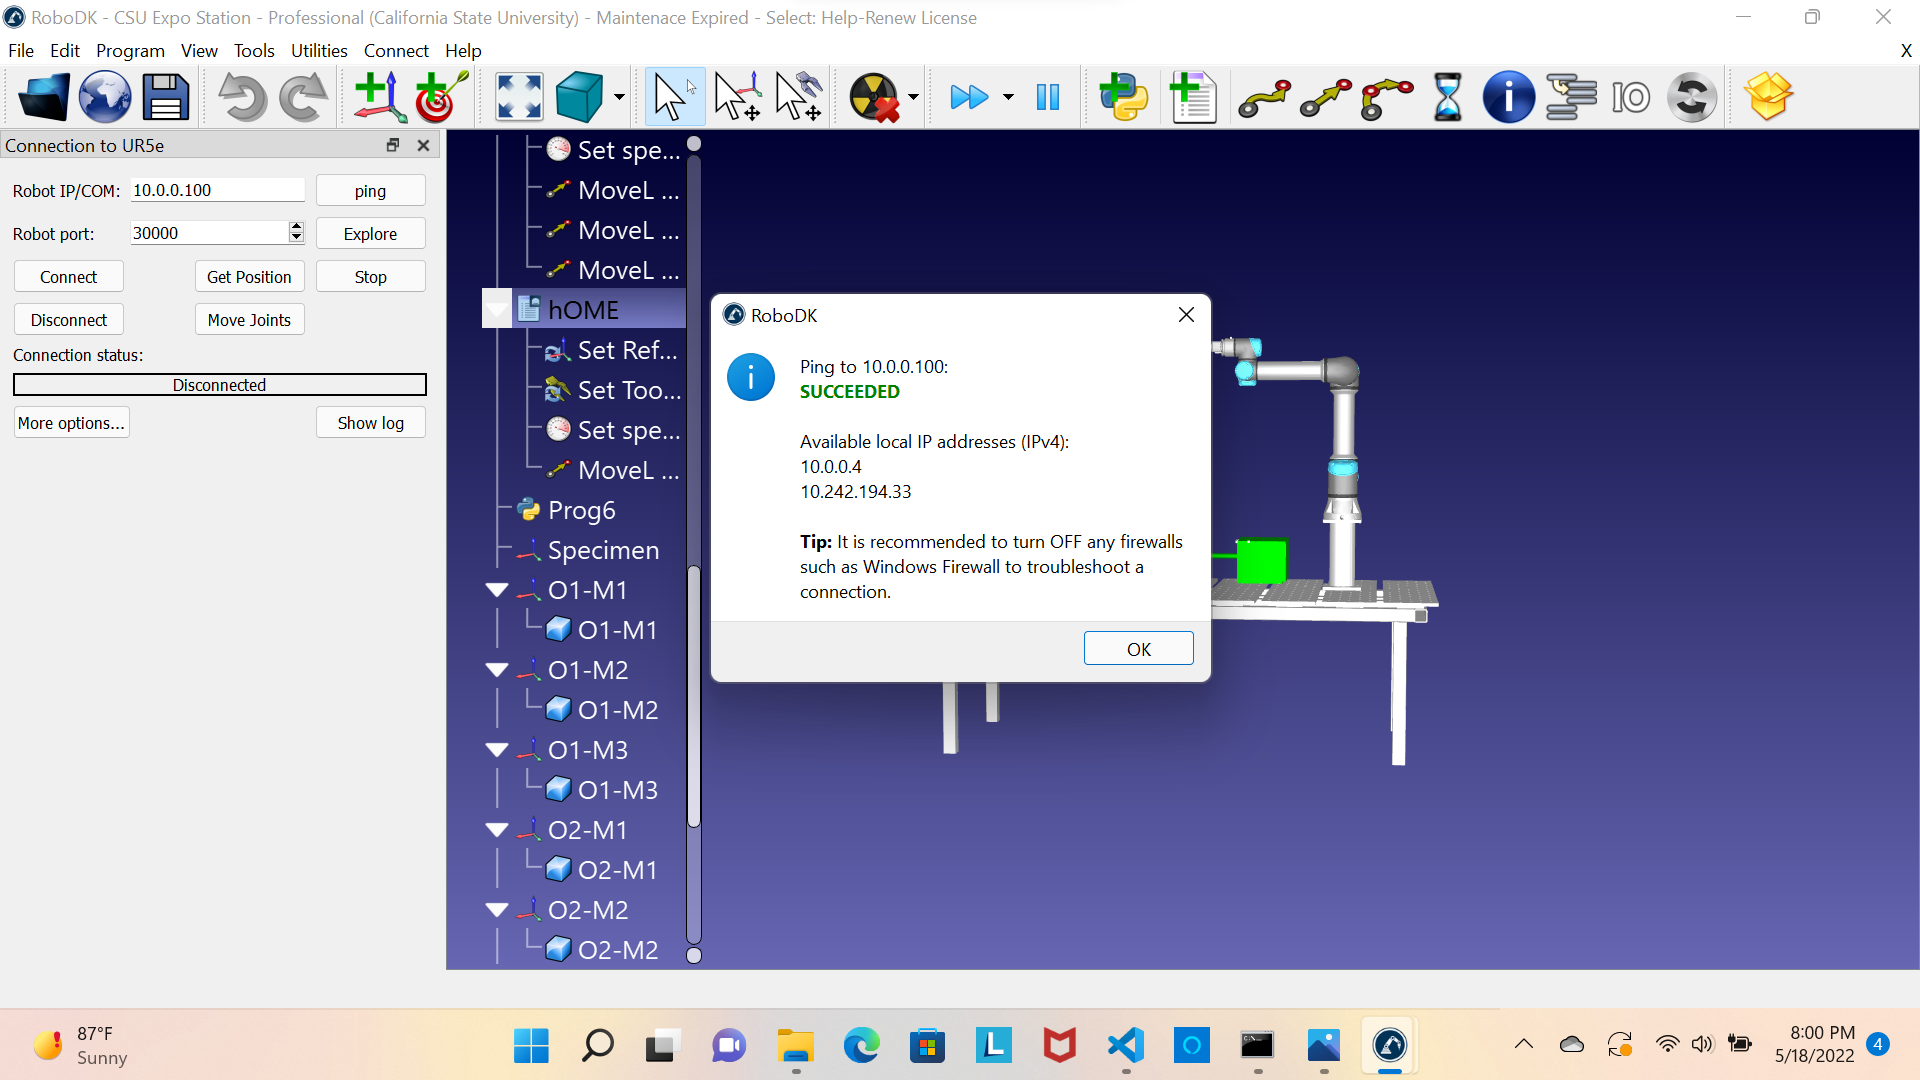 RoboDK - CSU Expo Station - Professional (California State University) - Maintenace Expired - Select: Help-Renew License
File Edit Program View Tools Utilities Connect Help X
IO
Connection to UR5e
Robot IP/COM: 10.0.0.100 ping
Robot port: 30000 Explore
Connect Get Position Stop
Disconnect Move Joints
Connection status:
Disconnected
More options... Show log
Set spe...
MoveL ...
MoveL ...
MoveL ...
hOME
Set Ref...
Set Too...
Set spe...
MoveL ...
Prog6
Specimen
O1-M1
O1-M1
O1-M2
O1-M2
O1-M3
O1-M3
O2-M1
O2-M1
O2-M2
O2-M2
RoboDK
Ping to 10.0.0.100:
SUCCEEDED
Available local IP addresses (IPv4):
10.0.0.4
10.242.194.33
Tip: It is recommended to turn OFF any firewalls
such as Windows Firewall to troubleshoot a
connection.
OK
87°F
Sunny
8:00 PM
5/18/2022
4